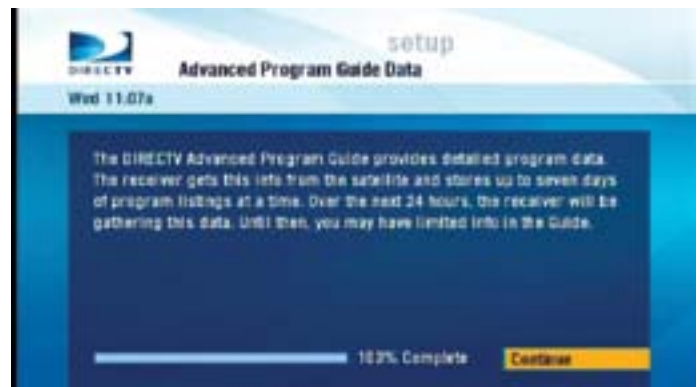 setup
DIRECTV
Advanced Program Guide Data
Wed 11:07a
The DIRECTV Advanced Program Guide provides detailed program data.
The receiver gets this info from the satellite and stores up to seven days
of program listings at a time. Over the next 24 hours, the receiver will be
gathering this data. Until then, you may have limited info in the Guide.
103% Complete
Continue